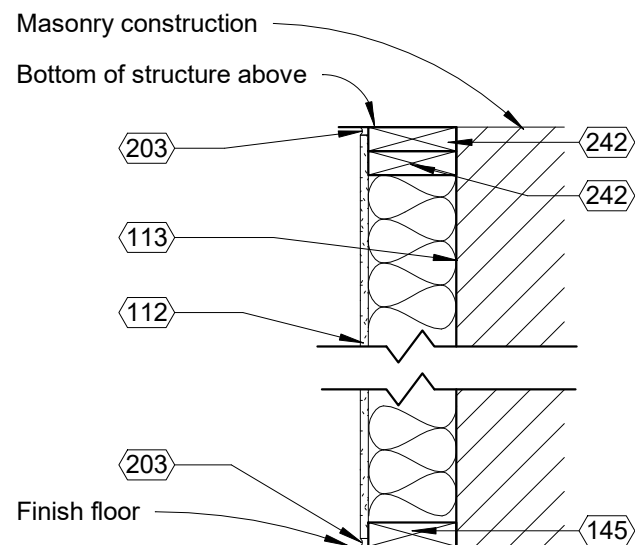 Masonry construction
Bottom of structure above
203
242
242
113
112
203
Finish floor
145